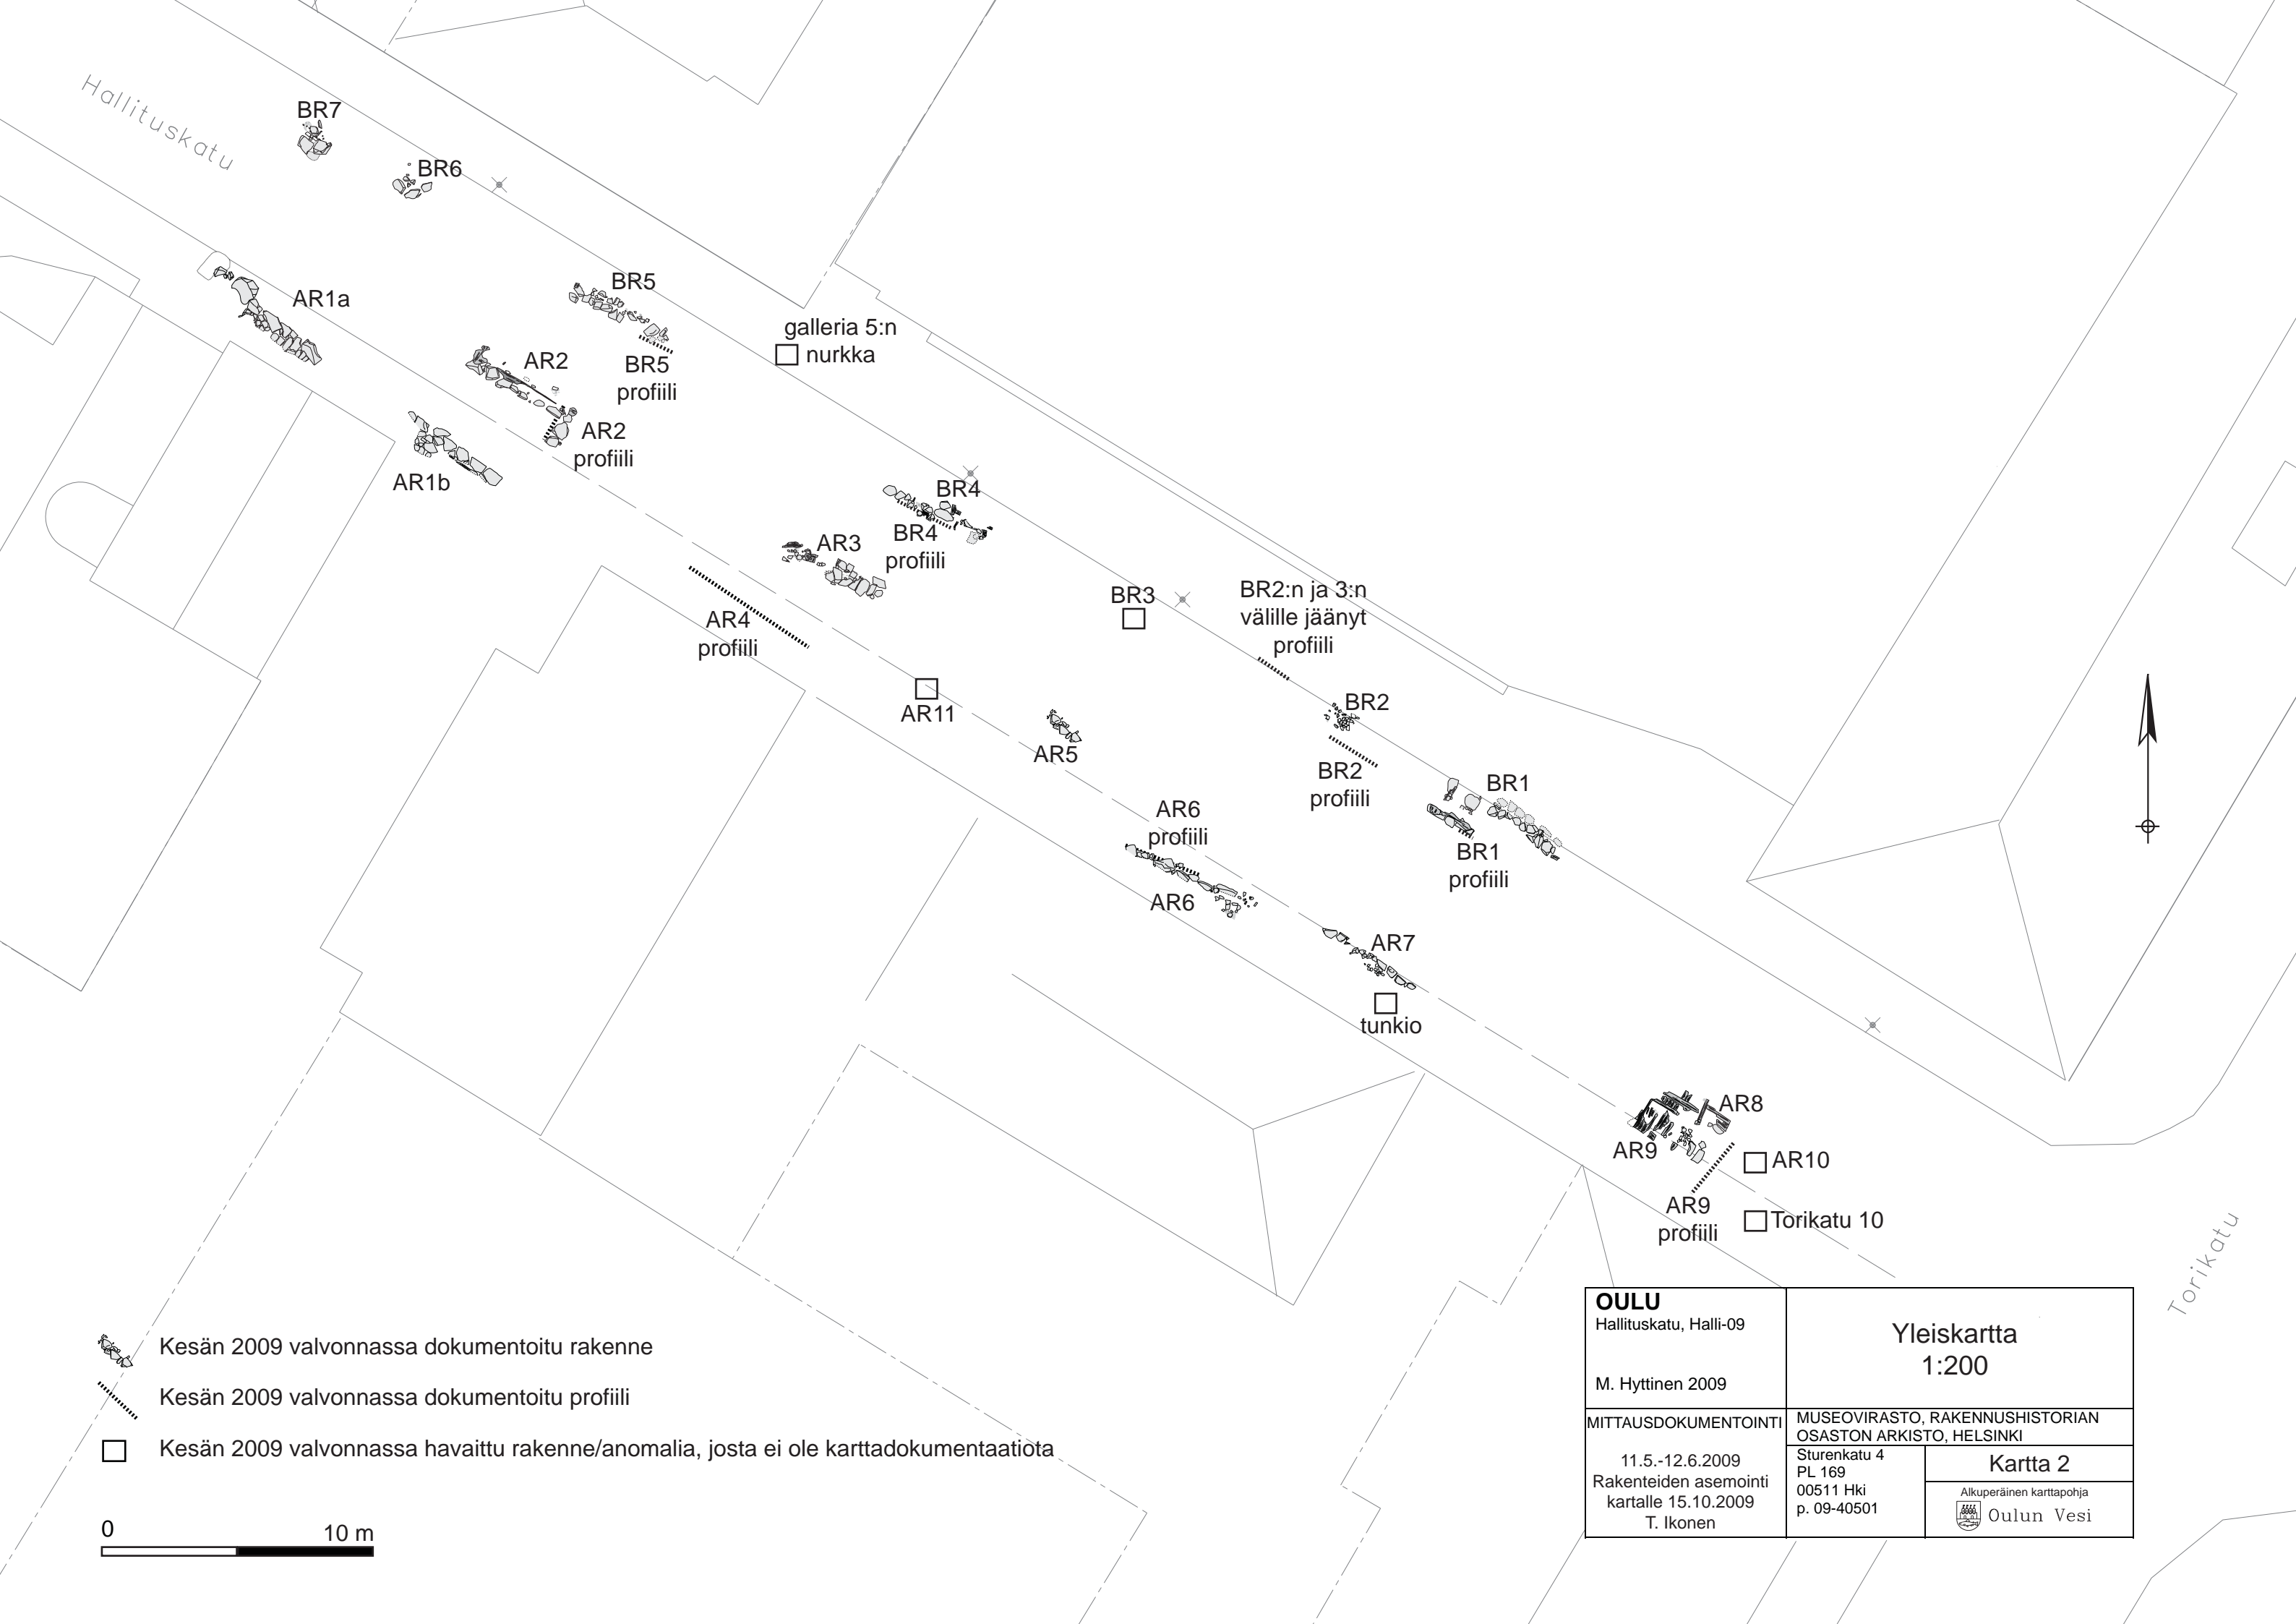 Hallituskatu
BR7
BR6
AR1a
BR5
galleria 5:n
nurkka
AR2
BR5
profiili
AR2
profiili
AR1b
BR4
BR4
profiili
AR3
BR3
BR2:n ja 3:n
välille jäänyt
profiili
AR4
profiili
AR11
BR2
AR5
BR2
profiili
BR1
AR6
profiili
BR1
profiili
AR6
AR7
tunkio
AR8
AR9
AR10
AR9
profiili
Torikatu 10
Torikatu
Kesän 2009 valvonnassa dokumentoitu rakenne
Kesän 2009 valvonnassa dokumentoitu profiili
Kesän 2009 valvonnassa havaittu rakenne/anomalia, josta ei ole karttadokumentaatiota
0 10 m
OULU
Hallituskatu, Halli-09
M. Hyttinen 2009
Yleiskartta
1:200
MITTAUSDOKUMENTOINTI
11.5.-12.6.2009
Rakenteiden asemointi
kartalle 15.10.2009
T. Ikonen
MUSEOVIRASTO, RAKENNUSHISTORIAN
OSASTON ARKISTO, HELSINKI
Sturenkatu 4
PL 169
00511 Hki
p. 09-40501
Kartta 2
Alkuperäinen karttapohja
Oulun Vesi